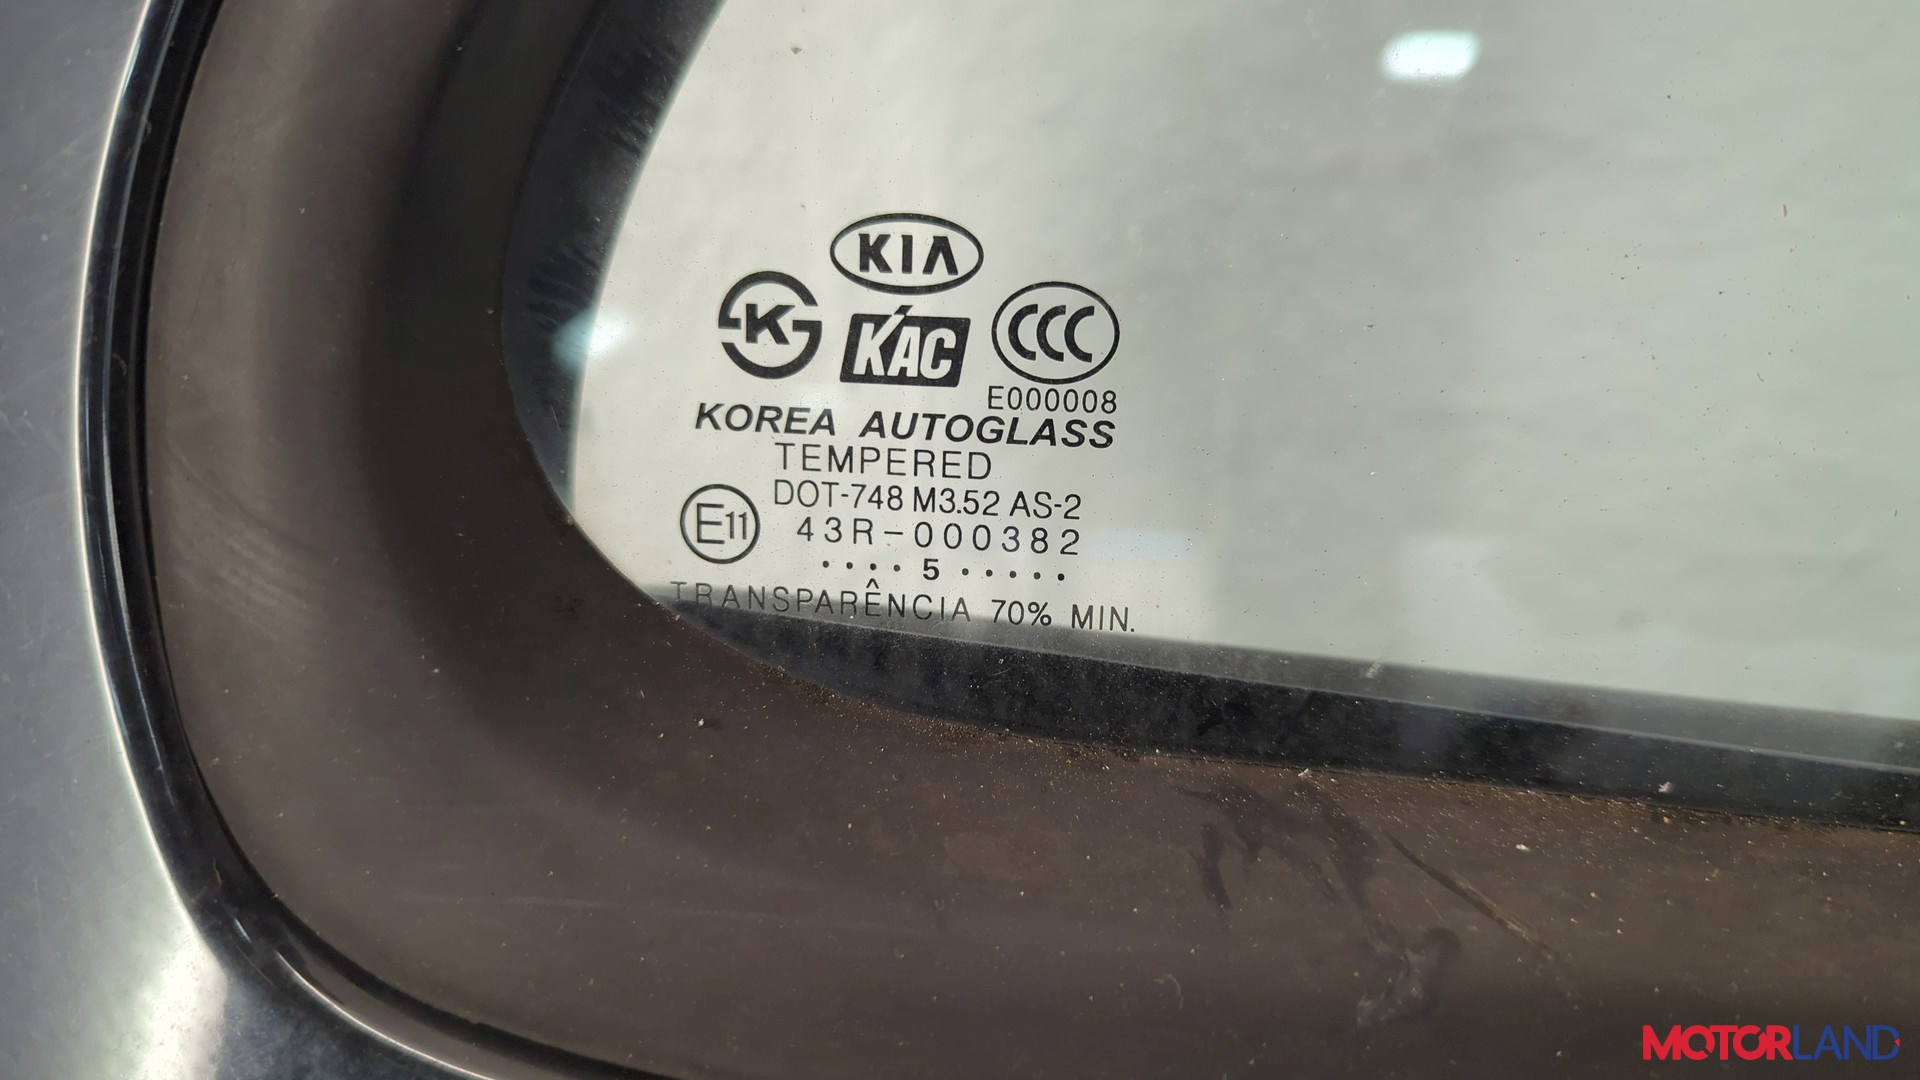 KIA
K
KAC
CCC
E000008
KOREA AUTOGLASS
TEMPERED
DOT-748 M3.52 AS-2
E11
43R-000382
....5.....
TRANSPARÊNCIA 70% MIN.
MOTORLAND